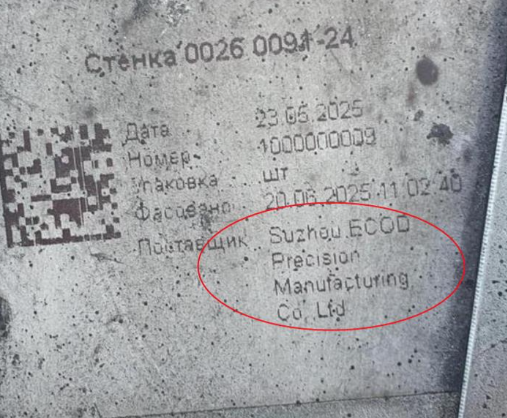 Стенка 0026 0091-24
Дата 23.05.2025
Номер 1000000009
Упаковка шт
Фасовано 20.06.2025 11:02:40
Поставщик Suzhou ECOD
Precision
Manufacturing
Co, Ltd